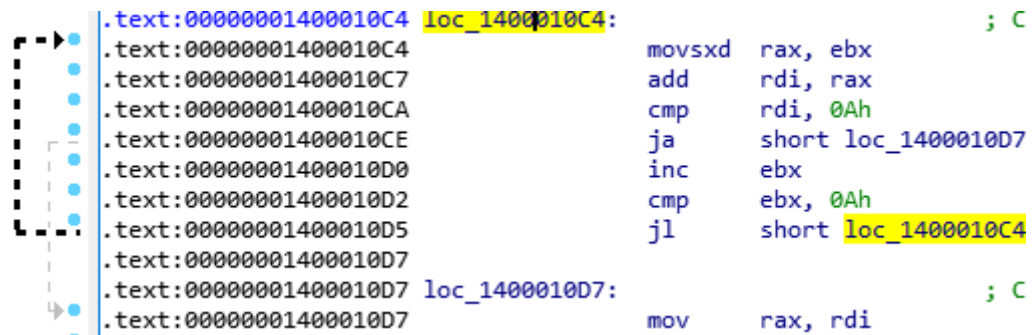 .text:00000001400010C4 loc_1400010C4: ; C
.text:00000001400010C4 movsxd rax, ebx
.text:00000001400010C7 add rdi, rax
.text:00000001400010CA cmp rdi, 0Ah
.text:00000001400010CE ja short loc_1400010D7
.text:00000001400010D0 inc ebx
.text:00000001400010D2 cmp ebx, 0Ah
.text:00000001400010D5 jl short loc_1400010C4
.text:00000001400010D7
.text:00000001400010D7 loc_1400010D7: ; C
.text:00000001400010D7 mov rax, rdi